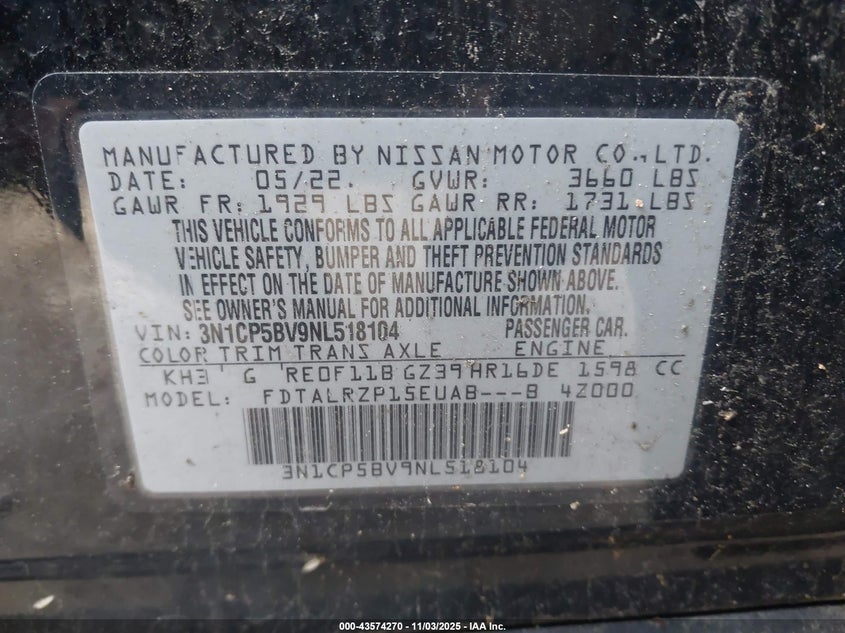 MANUFACTURED BY NISSAN MOTOR CO., LTD.
DATE: 05/22. GVWR: 3660 LBS
GAWR FR: 1929 LBS GAWR RR: 1731 LBS
THIS VEHICLE CONFORMS TO ALL APPLICABLE FEDERAL MOTOR
VEHICLE SAFETY, BUMPER AND THEFT PREVENTION STANDARDS
IN EFFECT ON THE DATE OF MANUFACTURE SHOWN ABOVE.
SEE OWNER'S MANUAL FOR ADDITIONAL INFORMATION.
VIN: 3N1CP5BV9NL518104 PASSENGER CAR.
COLOR TRIM TRANS AXLE ENGINE
KH3 G RE0F11B GZ39 HR16DE 1598 CC
MODEL: FDTALRZP15EUAB---B 4Z000
3N1CP5BV9NL518104
© 43574270 - 11/03/2025 - IAA Inc.